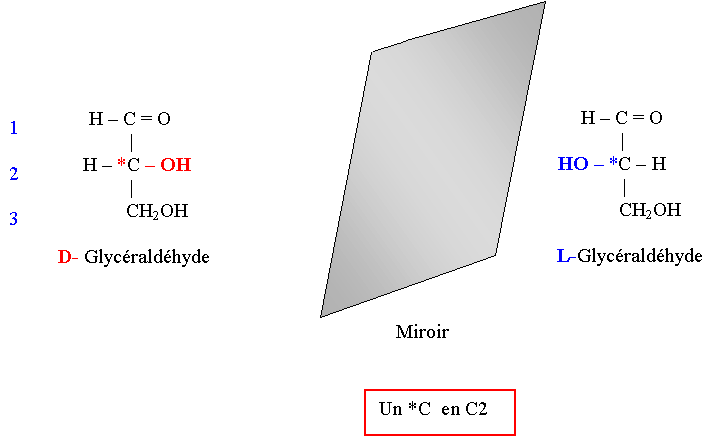 1
H – C = O
|
2
H – *C – OH
|
3
CH₂OH
D- Glycéraldéhyde
H – C = O
|
HO – *C – H
|
CH₂OH
L-Glycéraldéhyde
Miroir
Un *C en C2